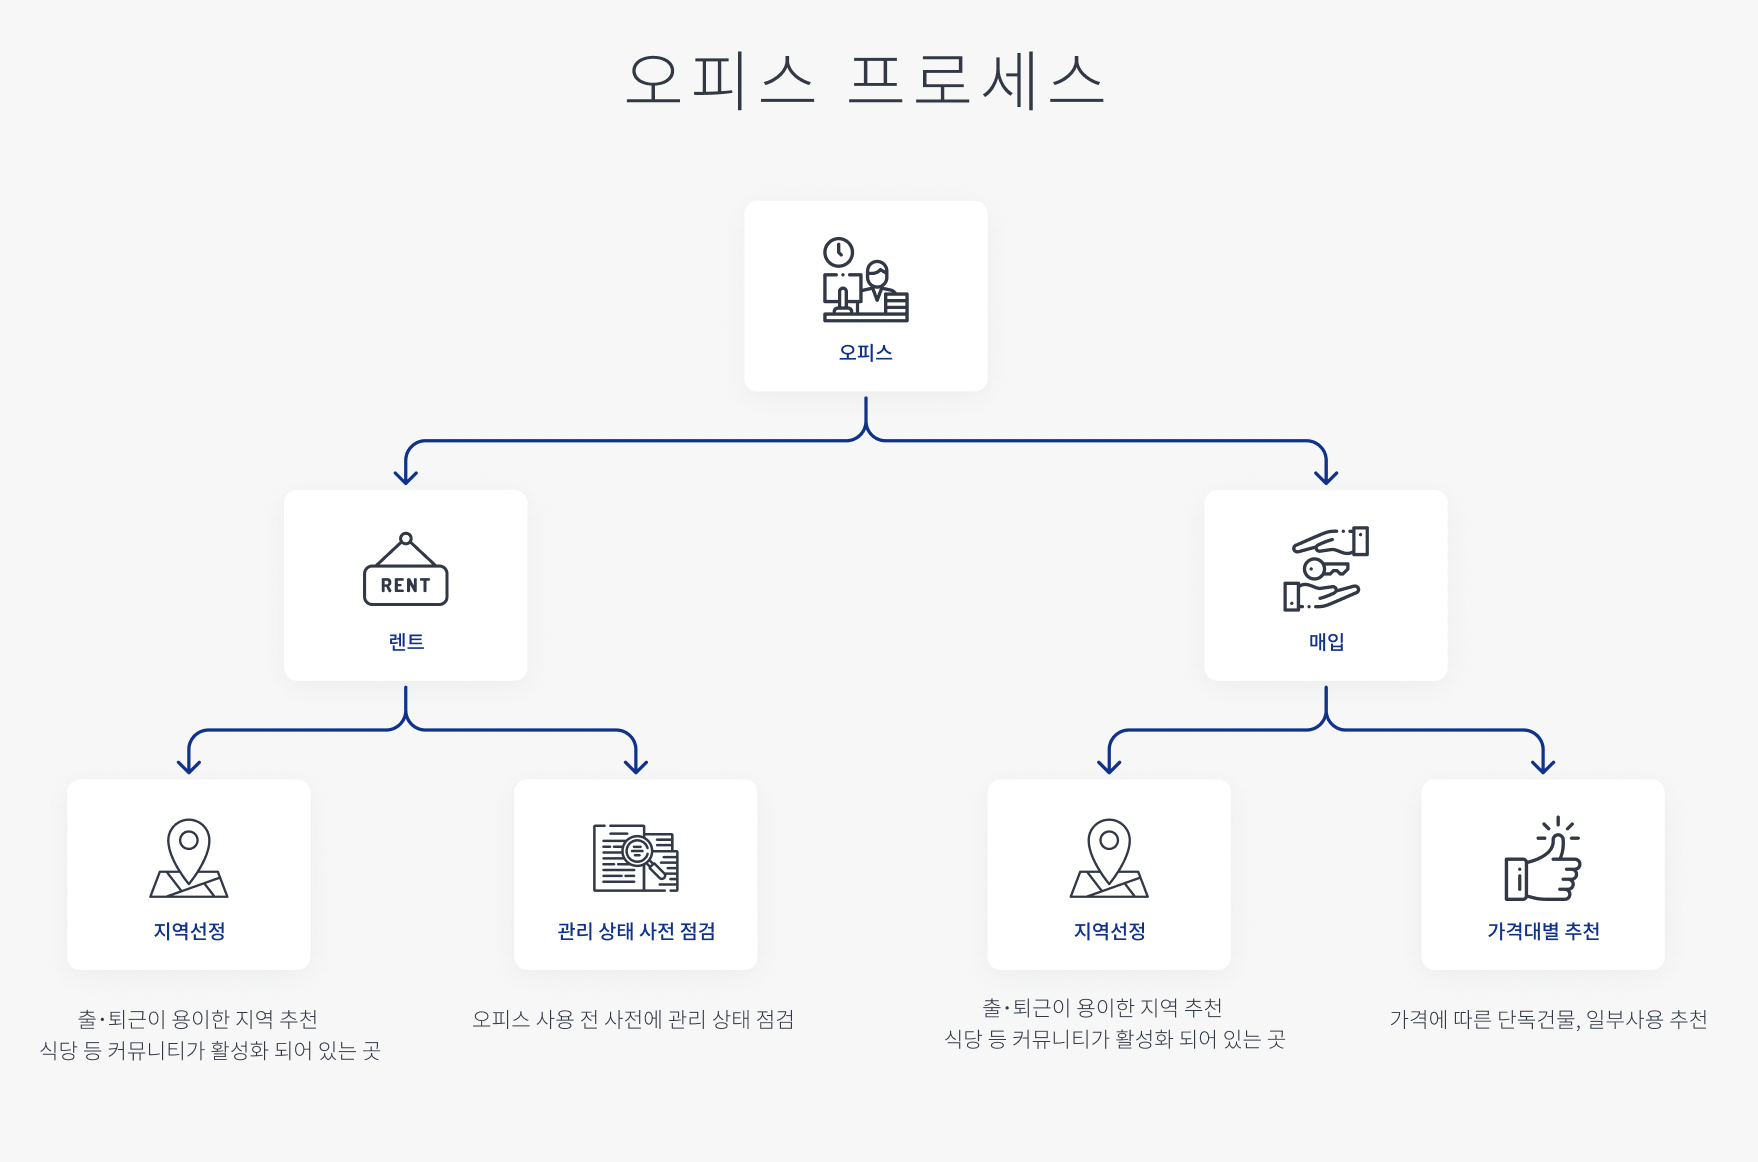 오피스 프로세스
오피스
RENT
렌트
매입
지역선정
관리 상태 사전 점검
지역선정
가격대별 추천
출·퇴근이 용이한 지역 추천
식당 등 커뮤니티가 활성화 되어 있는 곳
오피스 사용 전 사전에 관리 상태 점검
출·퇴근이 용이한 지역 추천
식당 등 커뮤니티가 활성화 되어 있는 곳
가격에 따른 단독건물, 일부사용 추천